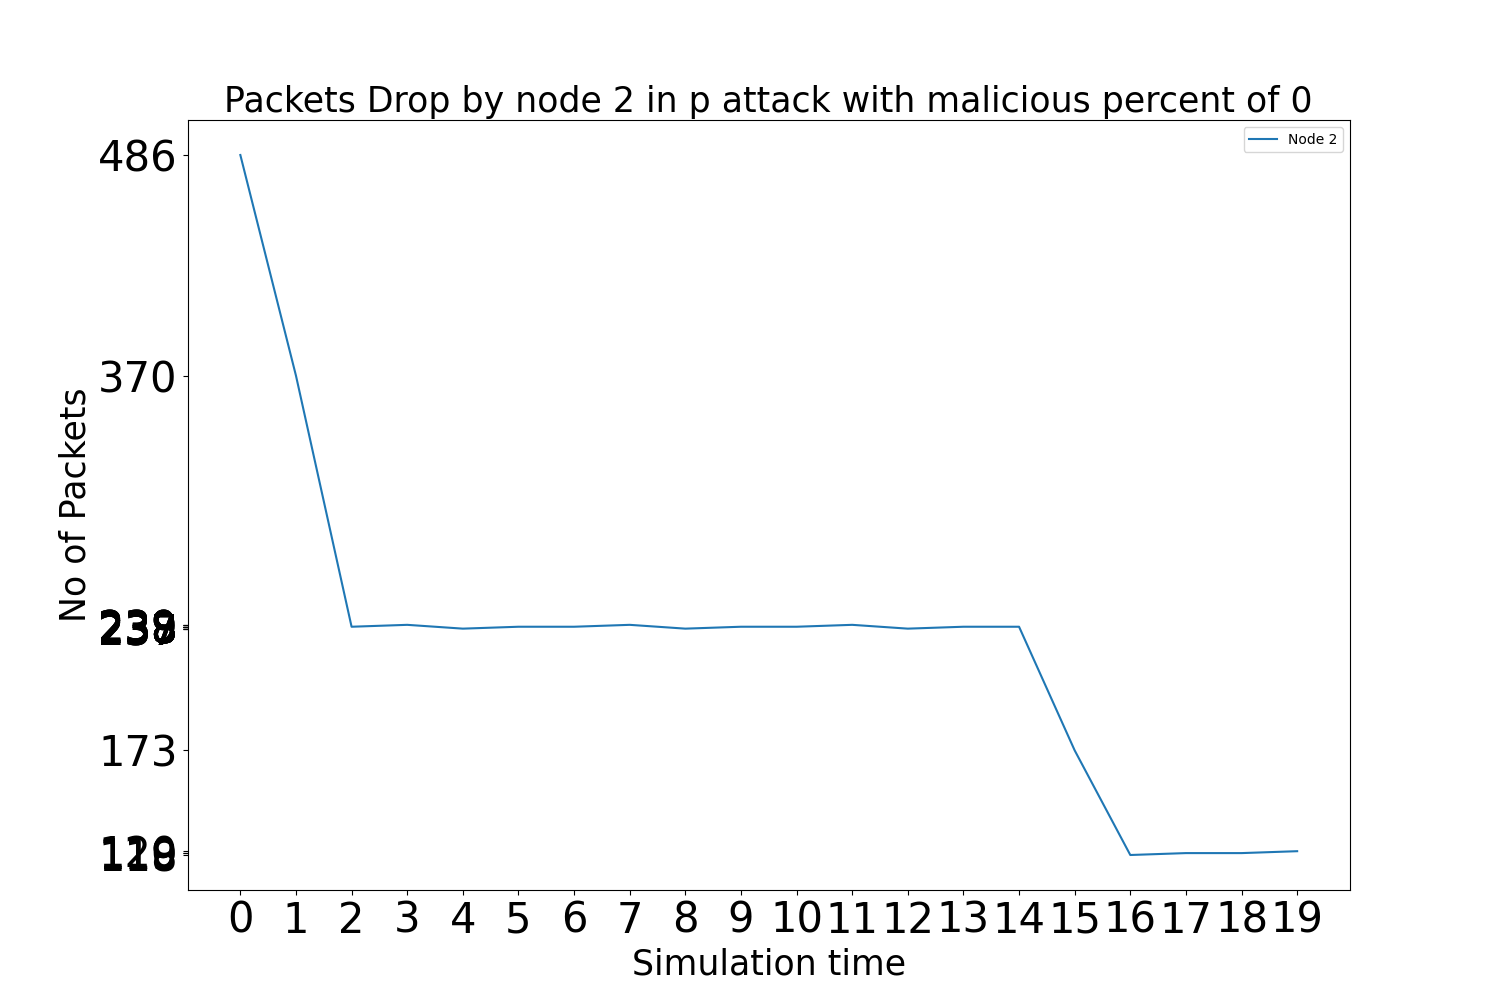 Packets Drop by node 2 in p attack with malicious percent of 0
Node 2
486
370
173
No of Packets
0 1 2 3 4 5 6 7 8 9 10 11 12 13 14 15 16 17 18 19
Simulation time